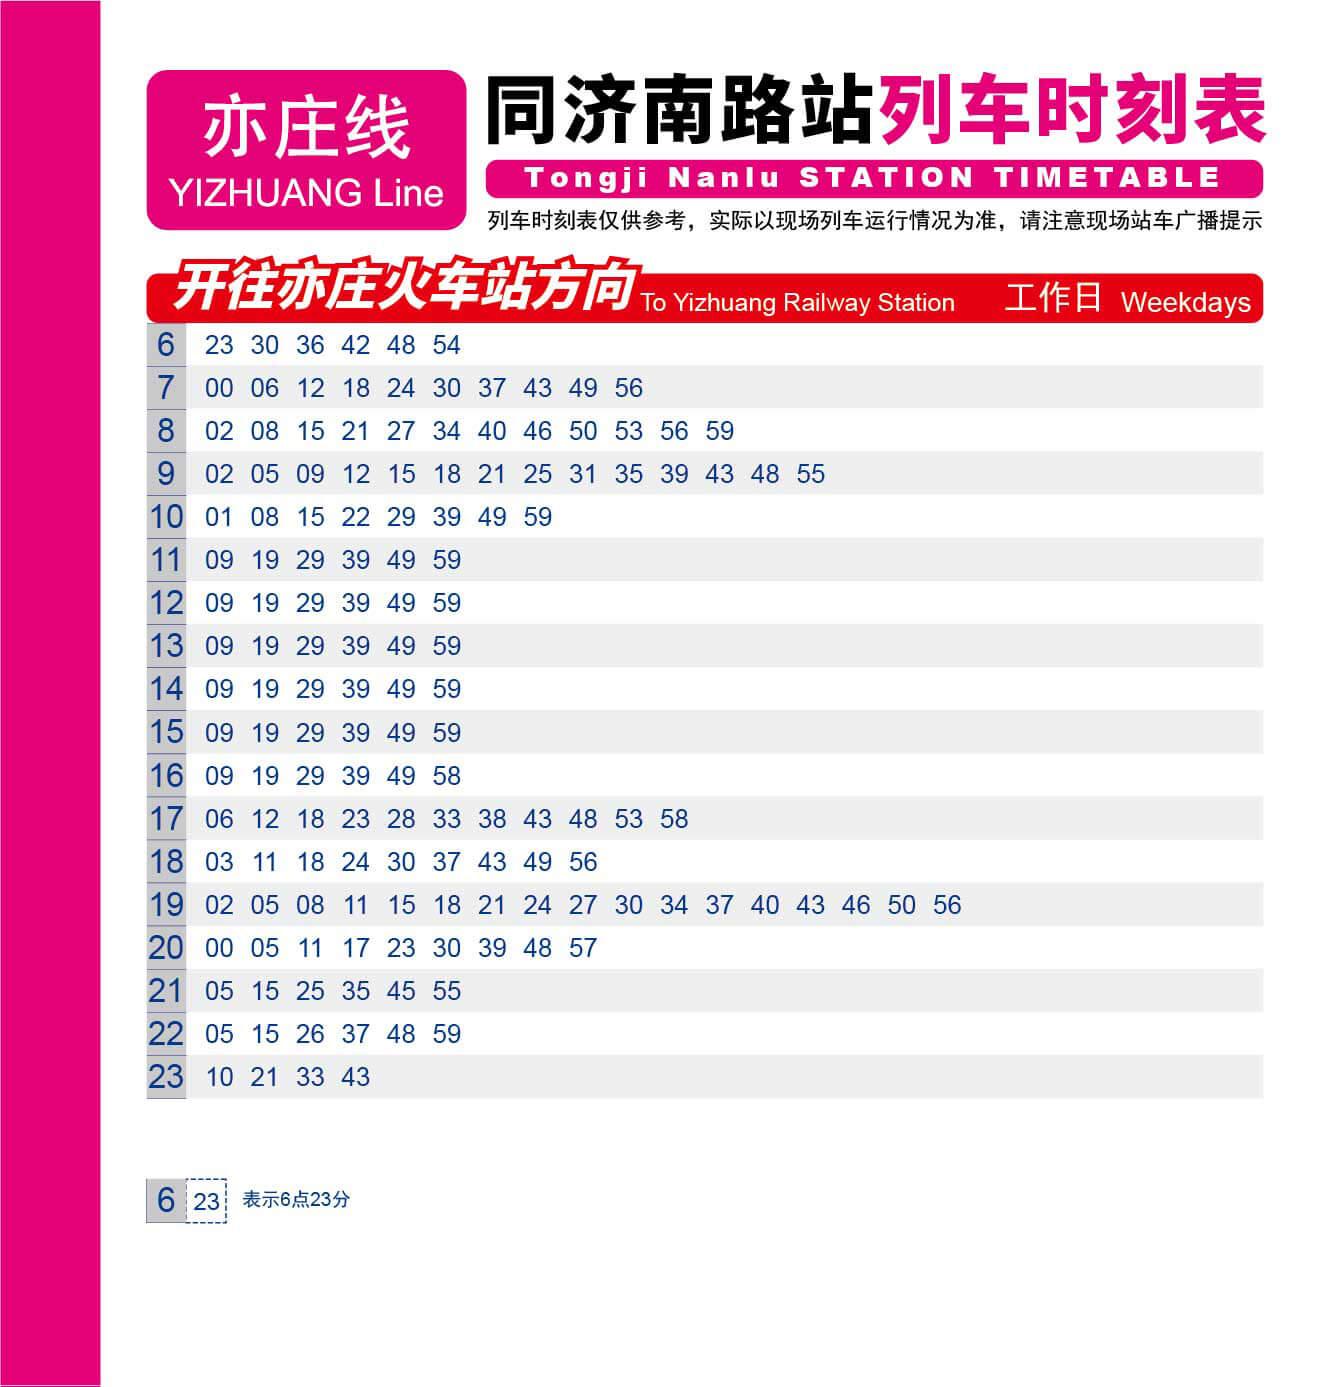 亦庄线
YIZHUANG Line
同济南路站列车时刻表
Tongji Nanlu STATION TIMETABLE
列车时刻表仅供参考，实际以现场列车运行情况为准，请注意现场站车广播提示
开往亦庄火车站方向 To Yizhuang Railway Station 工作日 Weekdays
6 23 30 36 42 48 54
7 00 06 12 18 24 30 37 43 49 56
8 02 08 15 21 27 34 40 46 50 53 56 59
9 02 05 09 12 15 18 21 25 31 35 39 43 48 55
10 01 08 15 22 29 39 49 59
11 09 19 29 39 49 59
12 09 19 29 39 49 59
13 09 19 29 39 49 59
14 09 19 29 39 49 59
15 09 19 29 39 49 59
16 09 19 29 39 49 58
17 06 12 18 23 28 33 38 43 48 53 58
18 03 11 18 24 30 37 43 49 56
19 02 05 08 11 15 18 21 24 27 30 34 37 40 43 46 50 56
20 00 05 11 17 23 30 39 48 57
21 05 15 25 35 45 55
22 05 15 26 37 48 59
23 10 21 33 43
6 23 表示6点23分